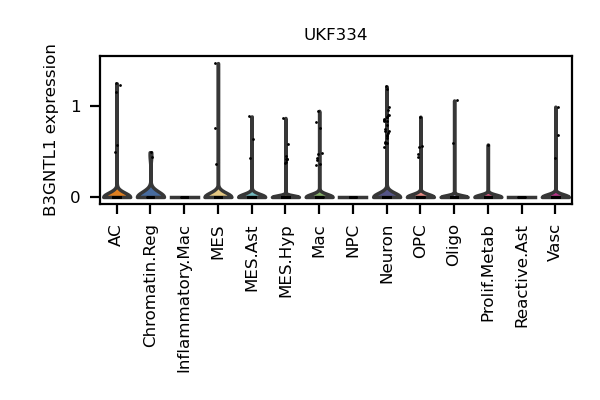 UKF334
B3GNTL1 expression
1
0
AC
Chromatin.Reg
Inflammatory.Mac
MES
MES.Ast
MES.Hyp
Mac
NPC
Neuron
OPC
Oligo
Prolif.Metab
Reactive.Ast
Vasc